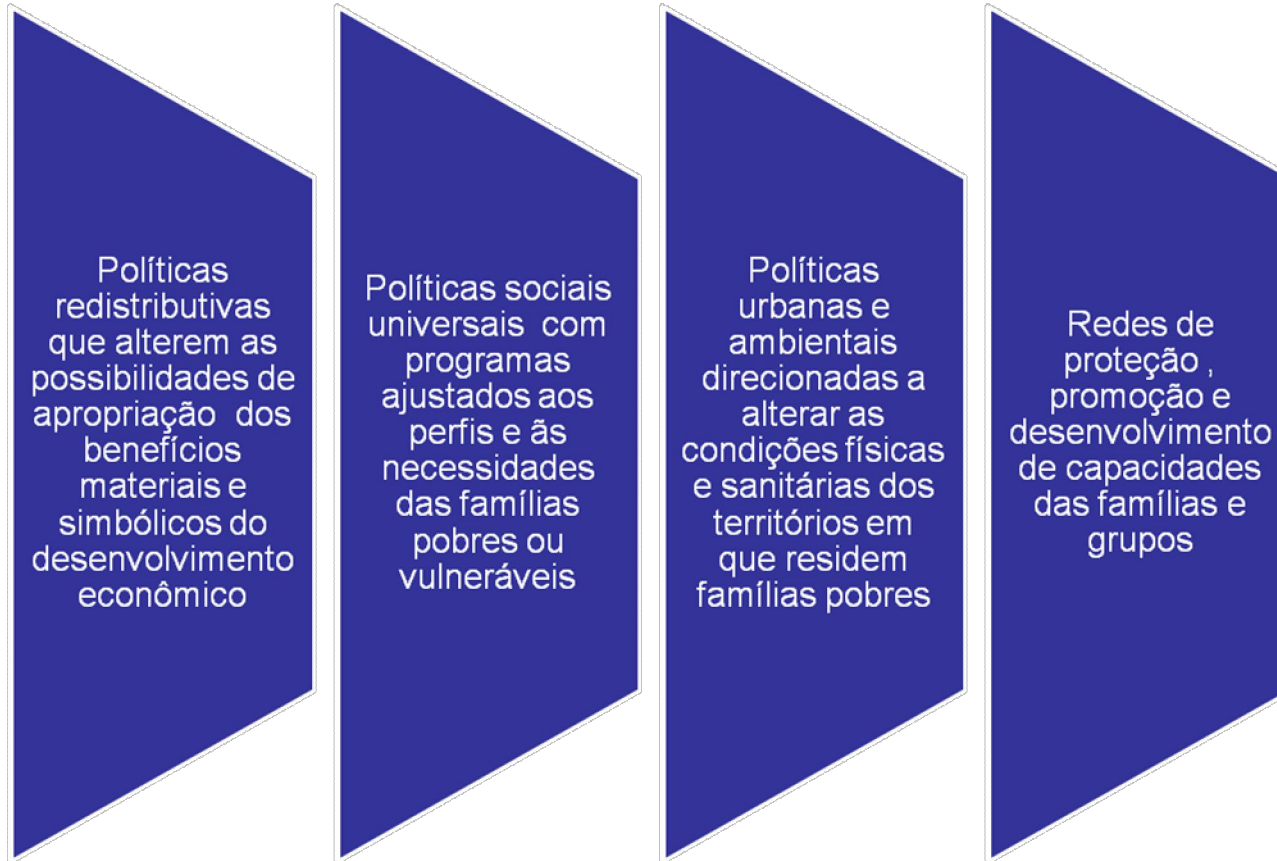 Políticas
redistributivas
que alterem as
possibilidades de
apropriação dos
benefícios
materiais e
simbólicos do
desenvolvimento
econômico
Políticas sociais
universais com
programas
ajustados aos
perfis e ãs
necessidades
das famílias
pobres ou
vulneráveis
Políticas
urbanas e
ambientais
direcionadas a
alterar as
condições físicas
e sanitárias dos
territórios em
que residem
famílias pobres
Redes de
proteção ,
promoção e
desenvolvimento
de capacidades
das famílias e
grupos